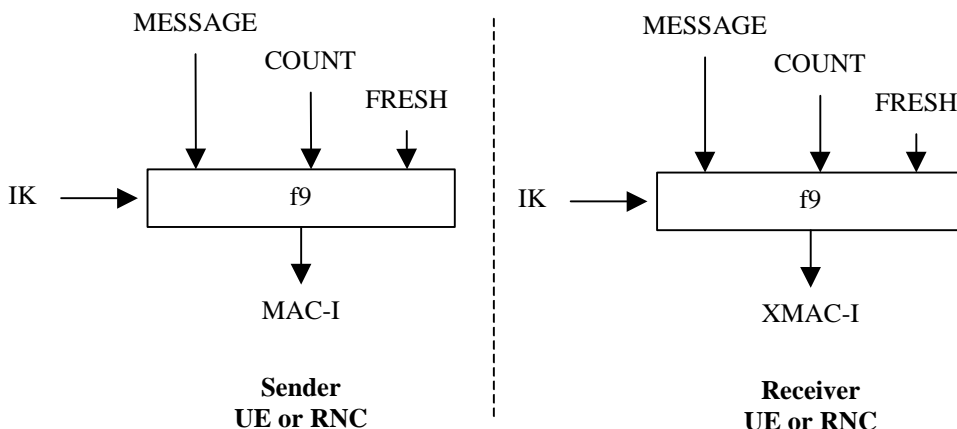 MESSAGE
COUNT
FRESH
IK
f9
MAC-I
Sender
UE or RNC
MESSAGE
COUNT
FRESH
IK
f9
XMAC-I
Receiver
UE or RNC